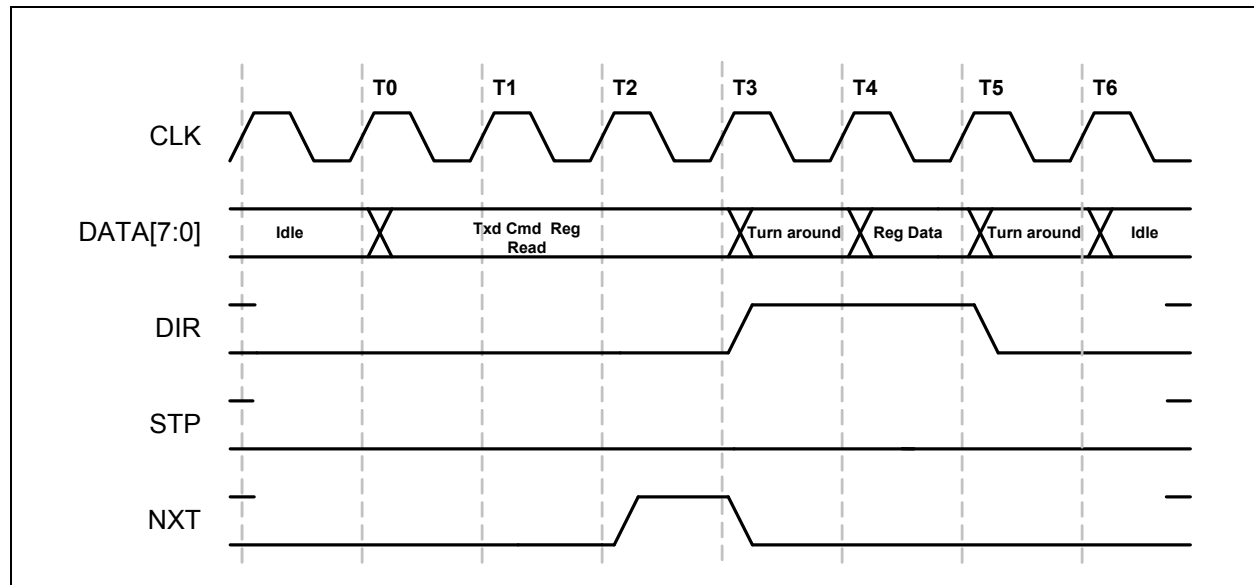 T0 T1 T2 T3 T4 T5 T6
CLK
DATA[7:0] Idle Txd Cmd Reg Turn around Reg Data Turn around Idle
Read
DIR
STP
NXT